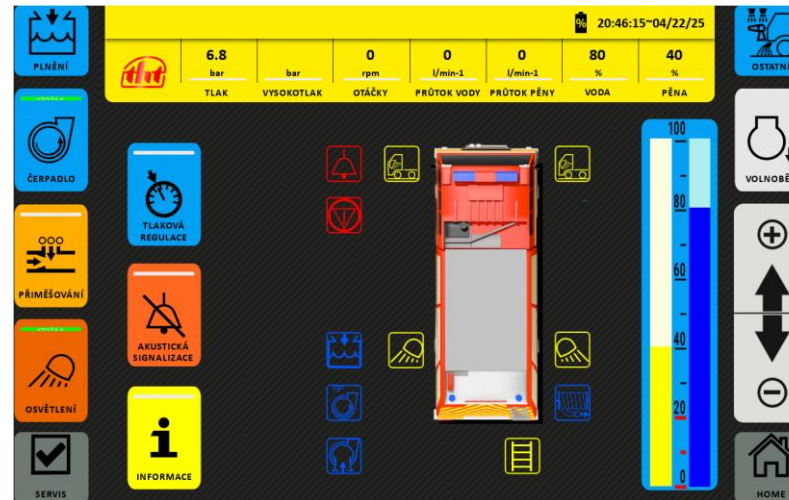 20:46:15~04/22/25
PLNĚNÍ
OSTATNÍ
tht
6.8
0
0
0
80
40
bar
bar
rpm
l/min-1
l/min-1
%
%
TLAK
VYSOKOTLAK
OTÁČKY
PRŮTOK VODY
PRŮTOK PĚNY
VODA
PĚNA
ČERPADLO
VOLNOBĚ
TLAKOVÁ
REGULACE
PŘIMĚŠOVÁNÍ
AKUSTICKÁ
SIGNALIZACE
OSVĚTLENÍ
INFORMACE
SERVIS
HOME
100
80
60
40
20
0